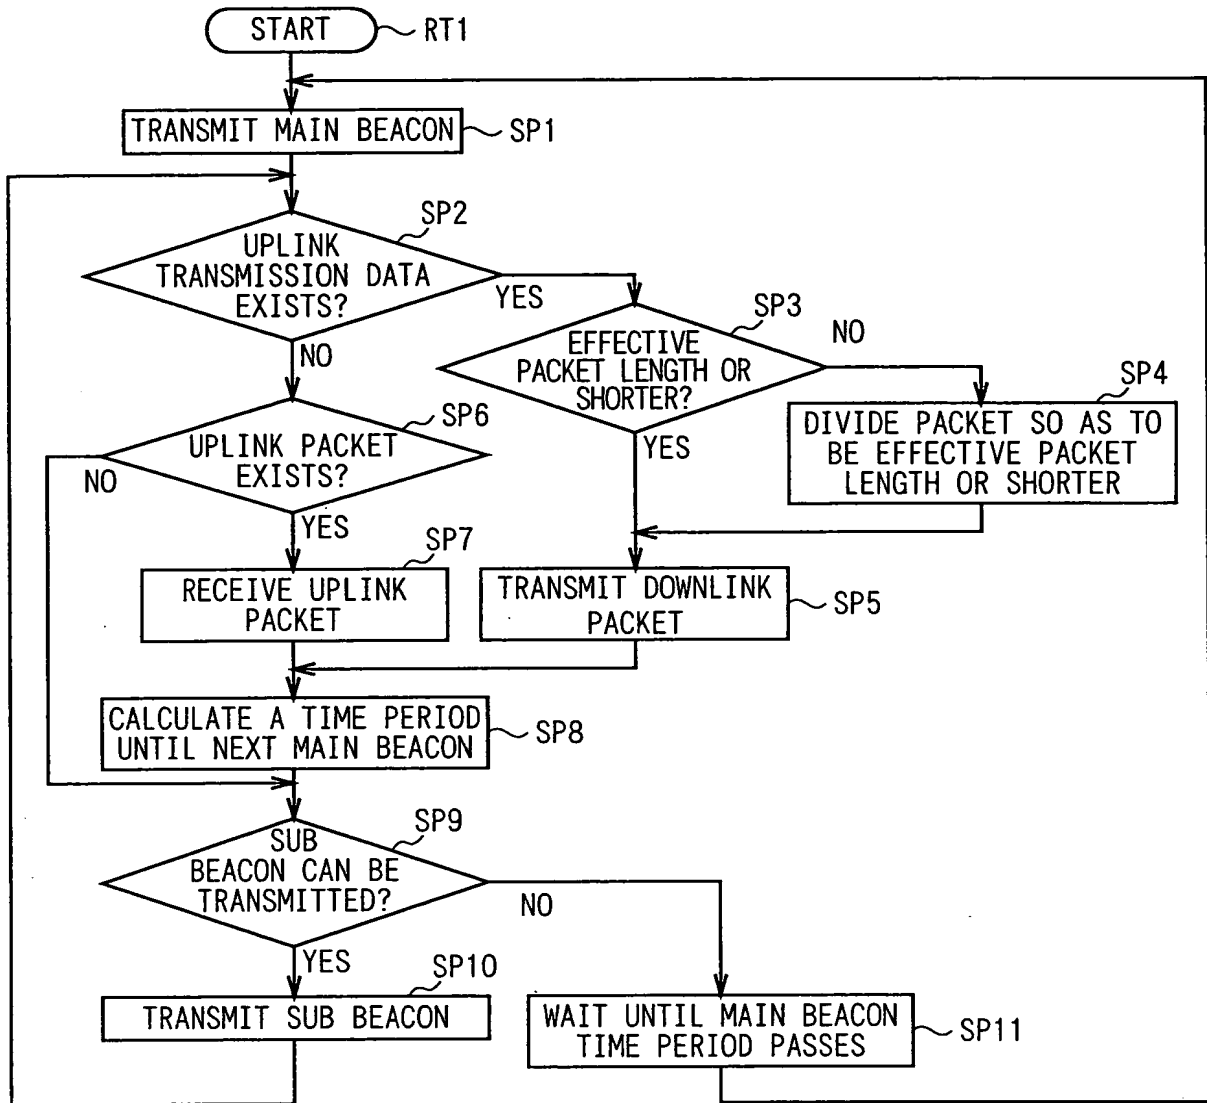 START
RT1
TRANSMIT MAIN BEACON
SP1
SP2
UPLINK
TRANSMISSION DATA
EXISTS?
YES
NO
SP3
EFFECTIVE
PACKET LENGTH OR
SHORTER?
NO
YES
SP4
DIVIDE PACKET SO AS TO
BE EFFECTIVE PACKET
LENGTH OR SHORTER
SP6
UPLINK PACKET
EXISTS?
NO
YES
SP7
RECEIVE UPLINK
PACKET
TRANSMIT DOWNLINK
PACKET
SP5
CALCULATE A TIME PERIOD
UNTIL NEXT MAIN BEACON
SP8
SP9
SUB
BEACON CAN BE
TRANSMITTED?
NO
YES
SP10
TRANSMIT SUB BEACON
WAIT UNTIL MAIN BEACON
TIME PERIOD PASSES
SP11